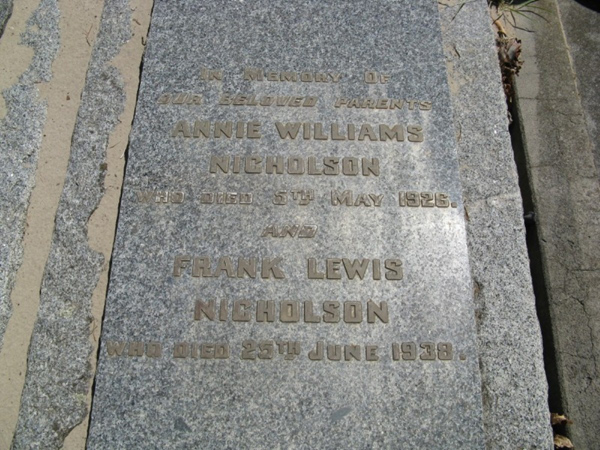 IN MEMORY OF
OUR BELOVED PARENTS
ANNIE WILLIAMS
NICHOLSON
WHO DIED 5TH MAY 1926.
AND
FRANK LEWIS
NICHOLSON
WHO DIED 25TH JUNE 1938.